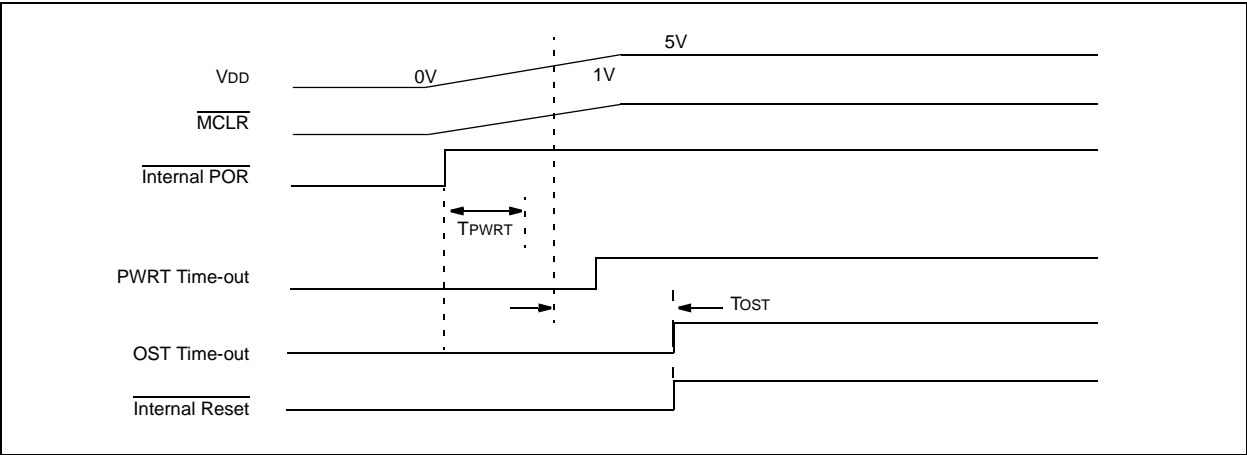 5V
VDD 0V 1V
MCLR
Internal POR
TPWRT
PWRT Time-out
TOST
OST Time-out
Internal Reset